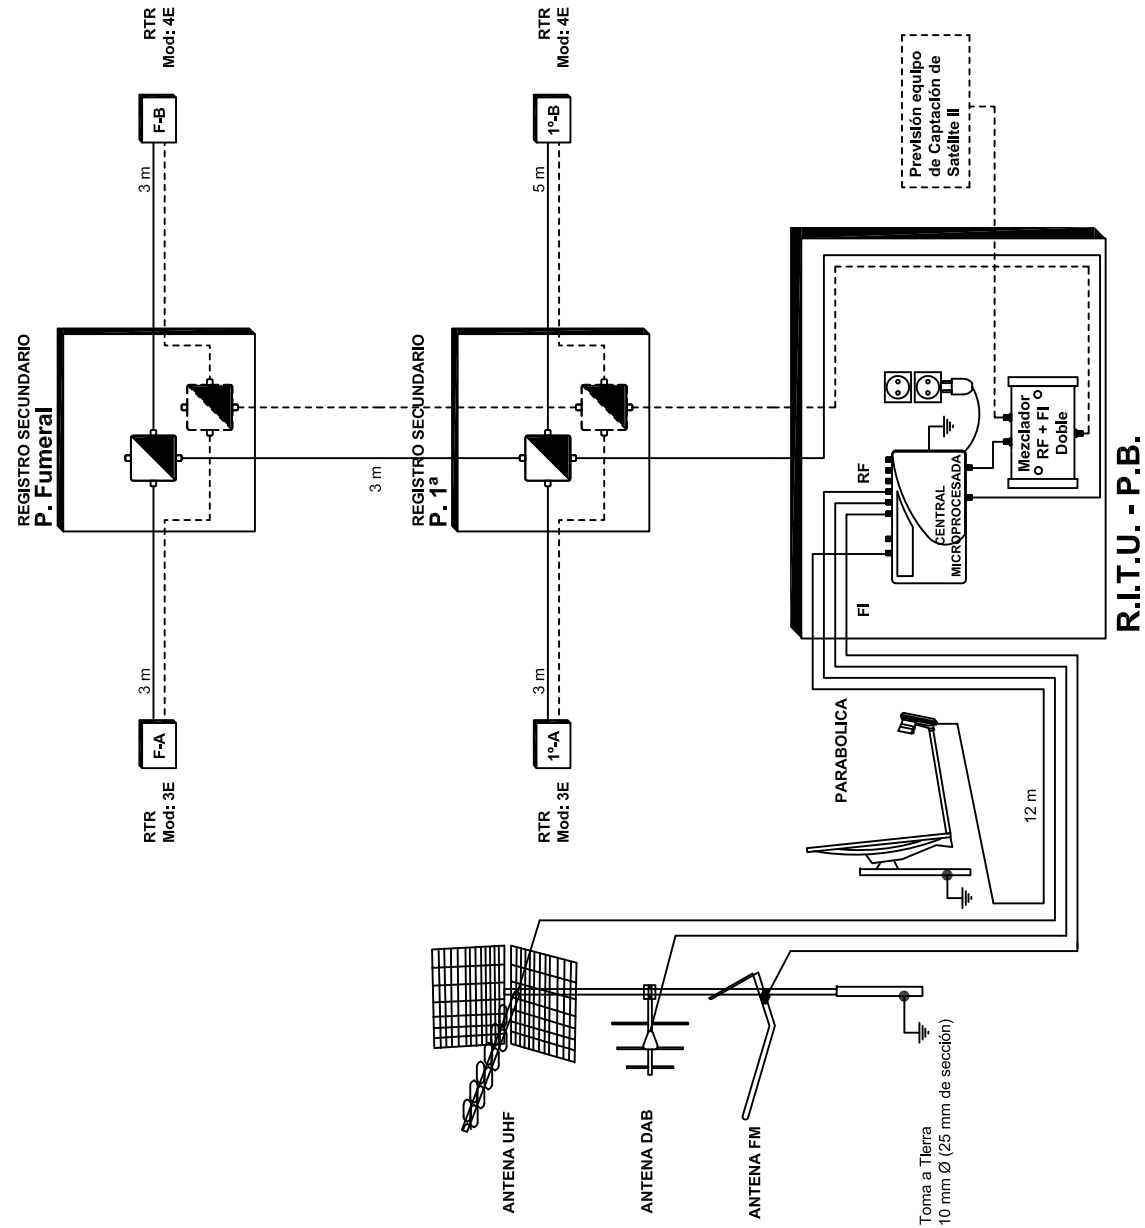 RTR
Mod: 4E
F-B
3 m
REGISTRO SECUNDARIO
P. Fumeral
3 m
F-A
RTR
Mod: 3E
3 m
RTR
Mod: 4E
1º-B
5 m
REGISTRO SECUNDARIO
P. 1ª
3 m
1º-A
RTR
Mod: 3E
Previsión equipo
de Captación de
Satélite II
Mezclador
RF + FI
Doble
RF
FI
CENTRAL
MICROPROCESADA
R.I.T.U. - P.B.
PARABOLICA
12 m
ANTENA UHF
ANTENA DAB
ANTENA FM
Toma a Tierra
10 mm Ø (25 mm de sección)